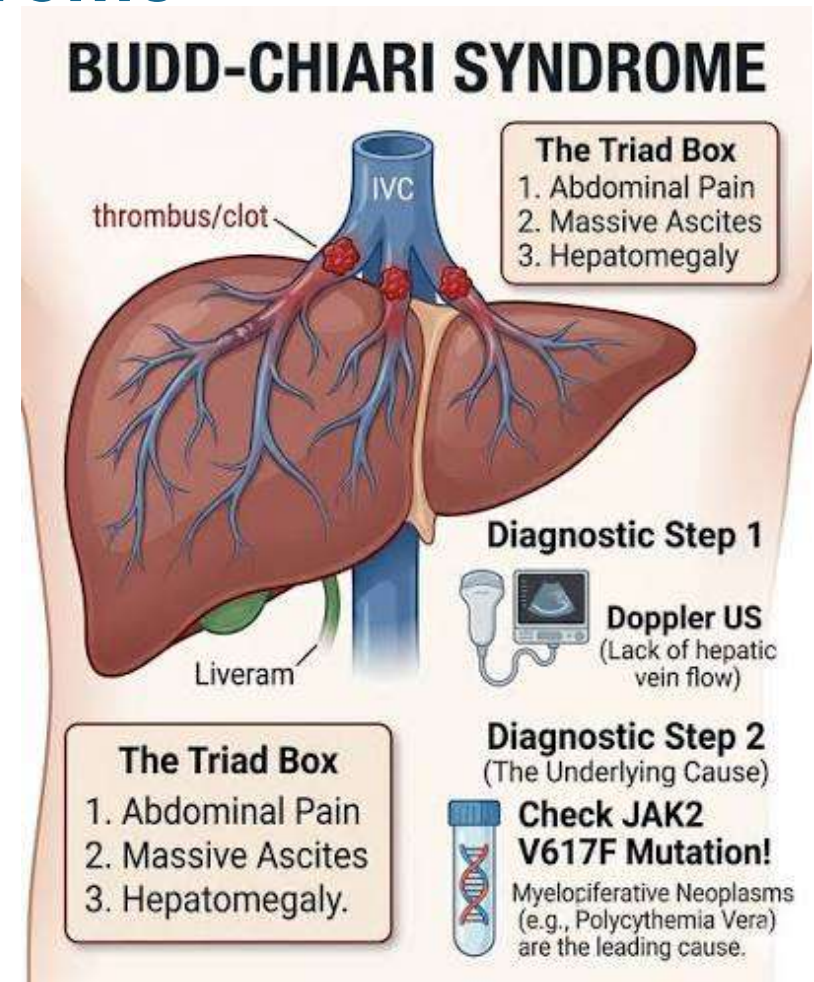 BUDD-CHIARI SYNDROME
IVC
thrombus/clot
The Triad Box
1. Abdominal Pain
2. Massive Ascites
3. Hepatomegaly
Diagnostic Step 1
Doppler US
(Lack of hepatic
vein flow)
Liveram
The Triad Box
1. Abdominal Pain
2. Massive Ascites
3. Hepatomegaly.
Diagnostic Step 2
(The Underlying Cause)
Check JAK2
V617F Mutation!
Myelociferative Neoplasms
(e.g., Polycythemia Vera)
are the leading cause.